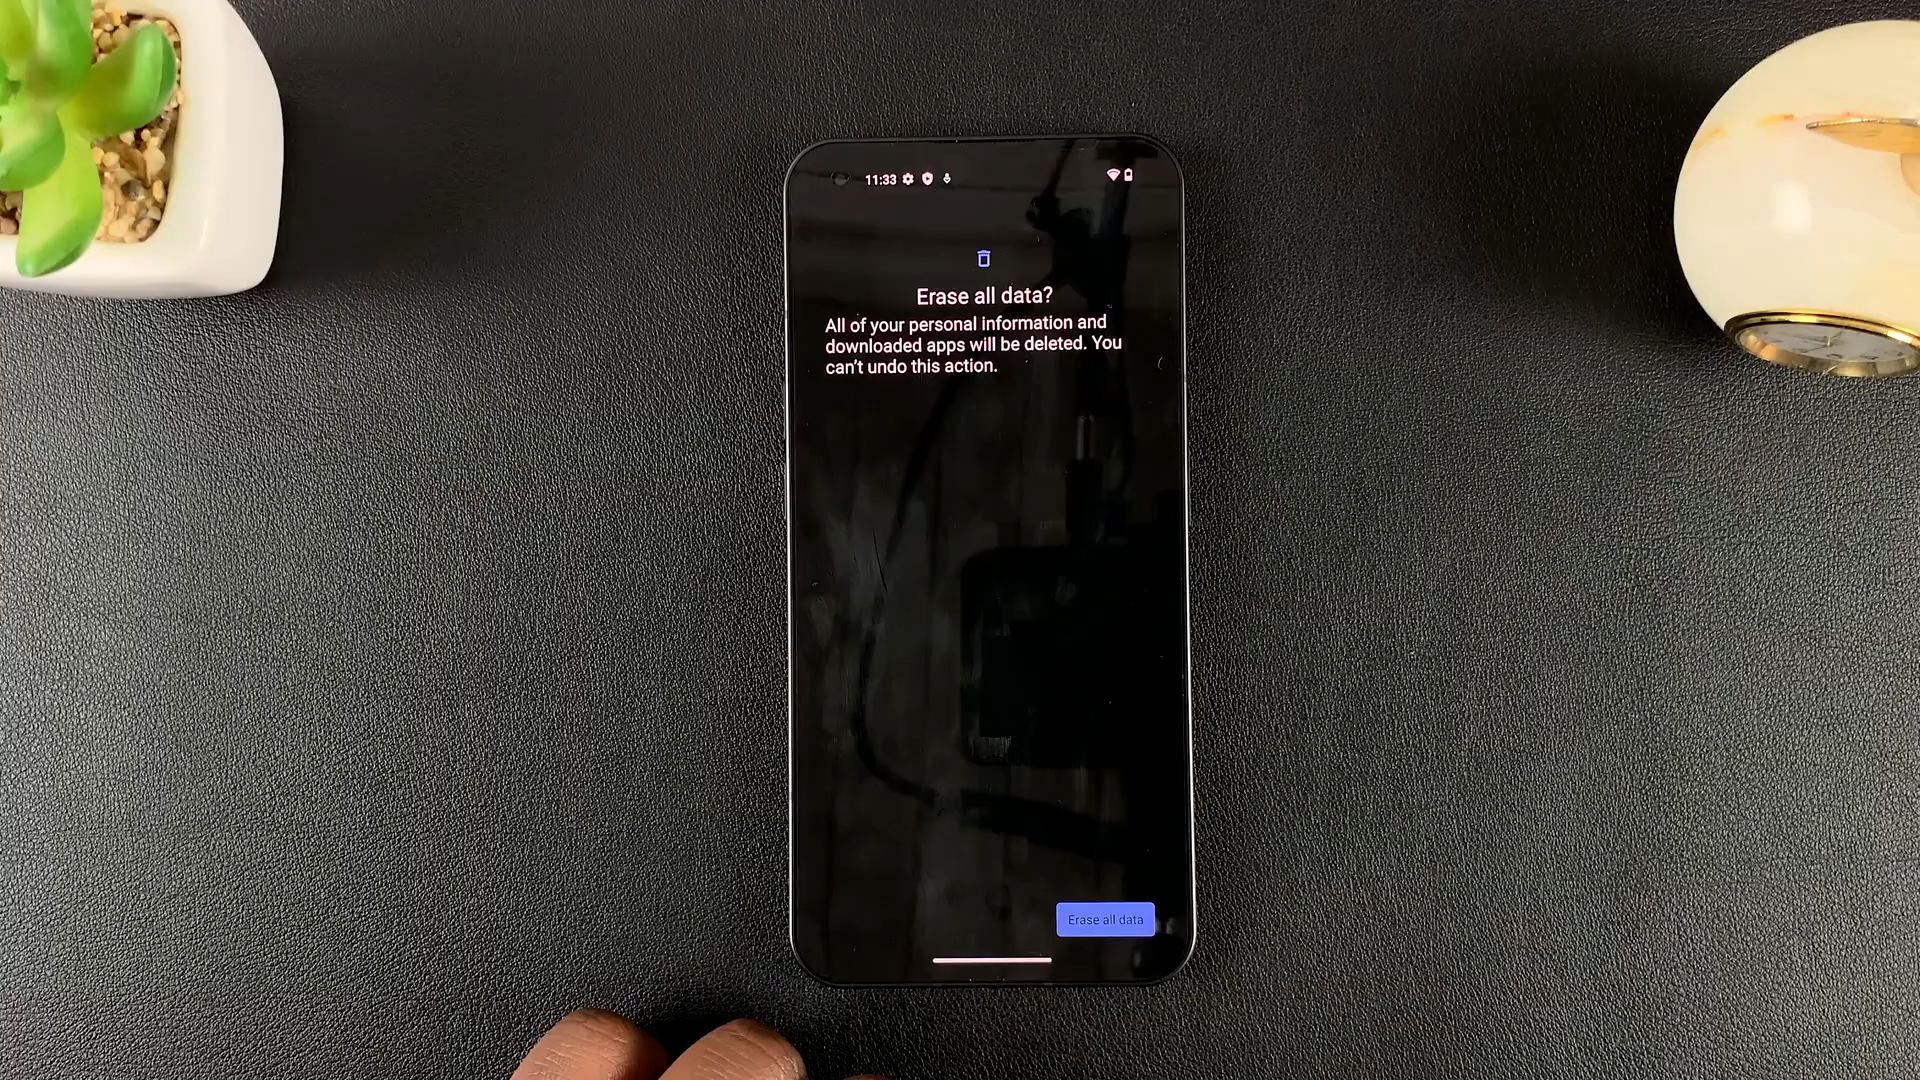 11:33
Erase all data?
All of your personal information and
downloaded apps will be deleted. You
can't undo this action.
Erase all data